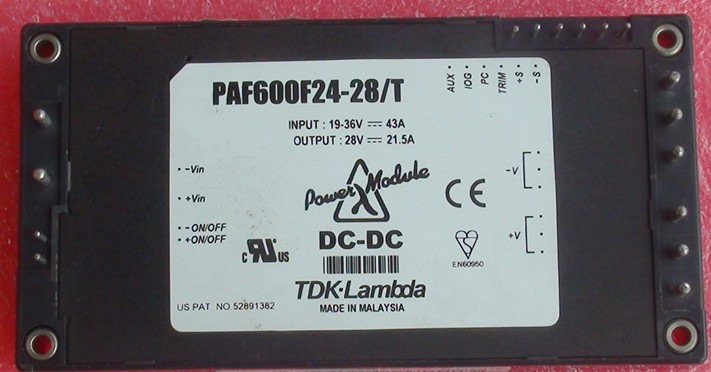 PAF600F24-28/T
INPUT : 19-36V ⎓ 43A
OUTPUT : 28V ⎓ 21.5A
AUX •
IOG •
PC •
TRIM •
+S •
-S •
• -Vin
• +Vin
• -ON/OFF
• +ON/OFF
Power Module
λ
DC-DC
CE
-V
+V
c RU US
EN60950
TDK·Lambda
US PAT. NO.52891382
MADE IN MALAYSIA